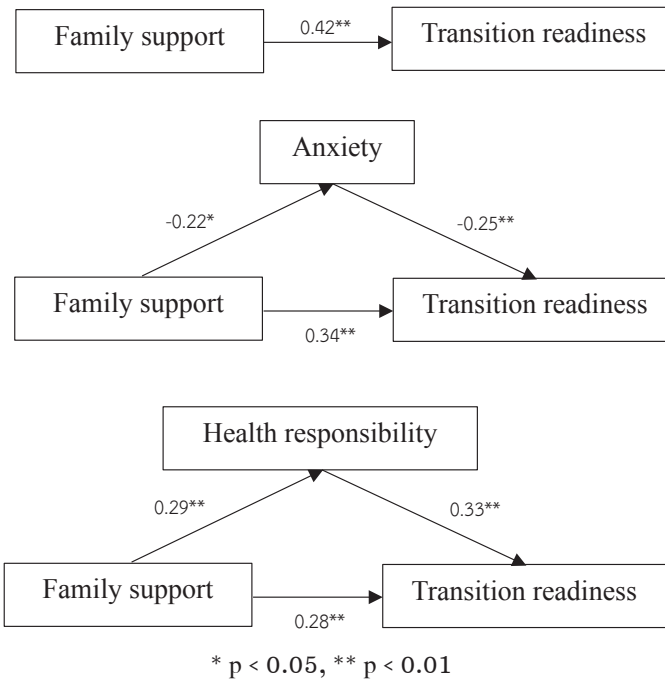 Family support
0.42**
Transition readiness
Anxiety
-0.22*
-0.25**
Family support
0.34**
Transition readiness
Health responsibility
0.29**
0.33**
Family support
0.28**
Transition readiness
* p < 0.05, ** p < 0.01